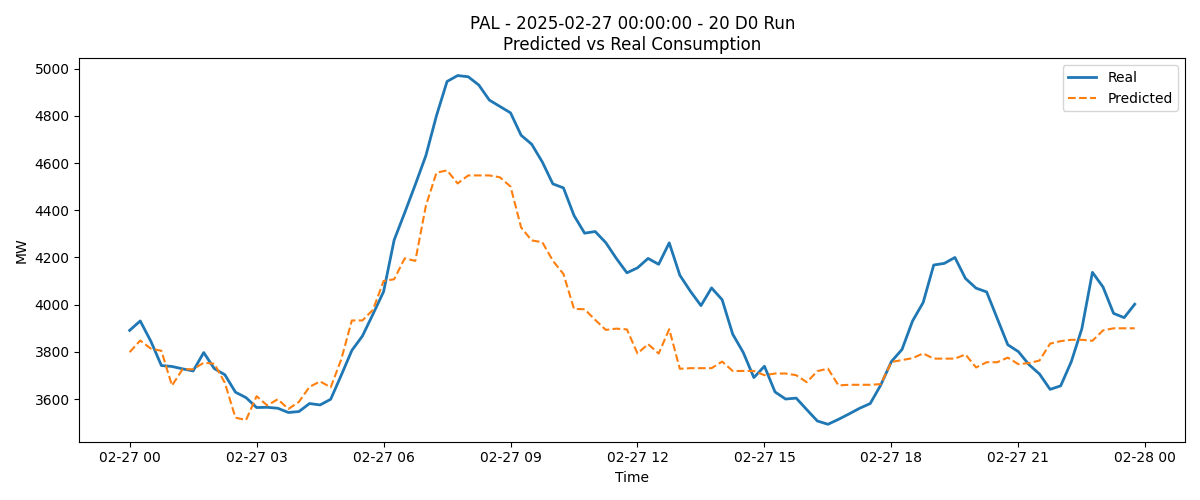 PAL - 2025-02-27 00:00:00 - 20 D0 Run
Predicted vs Real Consumption
Real
Predicted
MW
5000
4800
4600
4400
4200
4000
3800
3600
02-27 00
02-27 03
02-27 06
02-27 09
02-27 12
02-27 15
02-27 18
02-27 21
02-28 00
Time